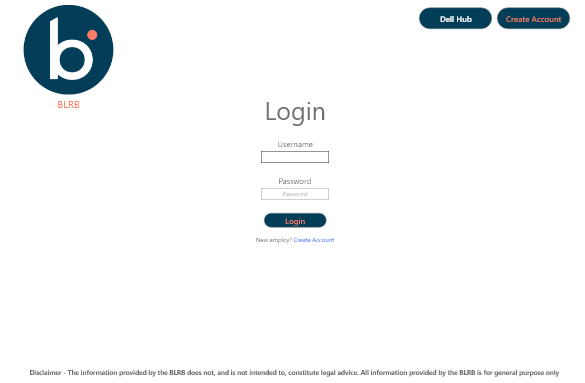 b
Dell Hub
Create Account
BLRB
Login
Username
Password
Password
Login
New employ? Create Account
Disclaimer - The information provided by the BLRB does not, and is not intended to, constitute legal advice. All information provided by the BLRB is for general purpose only